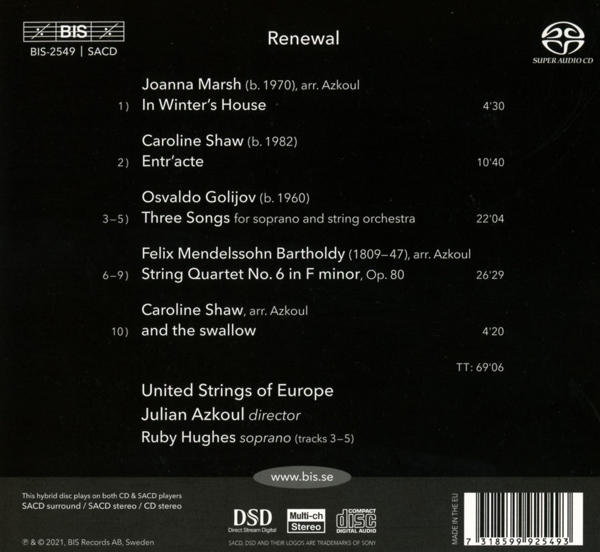 BIS
BIS-2549 | SACD
Renewal
SUPER AUDIO CD
Joanna Marsh (b. 1970), arr. Azkoul
1) In Winter's House 4'30
Caroline Shaw (b. 1982)
2) Entr'acte 10'40
Osvaldo Golijov (b. 1960)
3–5) Three Songs for soprano and string orchestra 22'04
Felix Mendelssohn Bartholdy (1809–47), arr. Azkoul
6–9) String Quartet No. 6 in F minor, Op. 80 26'29
Caroline Shaw, arr. Azkoul
10) and the swallow 4'20
TT: 69'06
United Strings of Europe
Julian Azkoul director
Ruby Hughes soprano (tracks 3–5)
www.bis.se
This hybrid disc plays on both CD & SACD players
SACD surround / SACD stereo / CD stereo
℗ & © 2021, BIS Records AB, Sweden
DSD
Direct Stream Digital
Multi-ch
Stereo
COMPACT
disc
DIGITAL AUDIO
SACD, DSD AND THEIR LOGOS ARE TRADEMARKS OF SONY
MADE IN THE EU
7 318599 925493